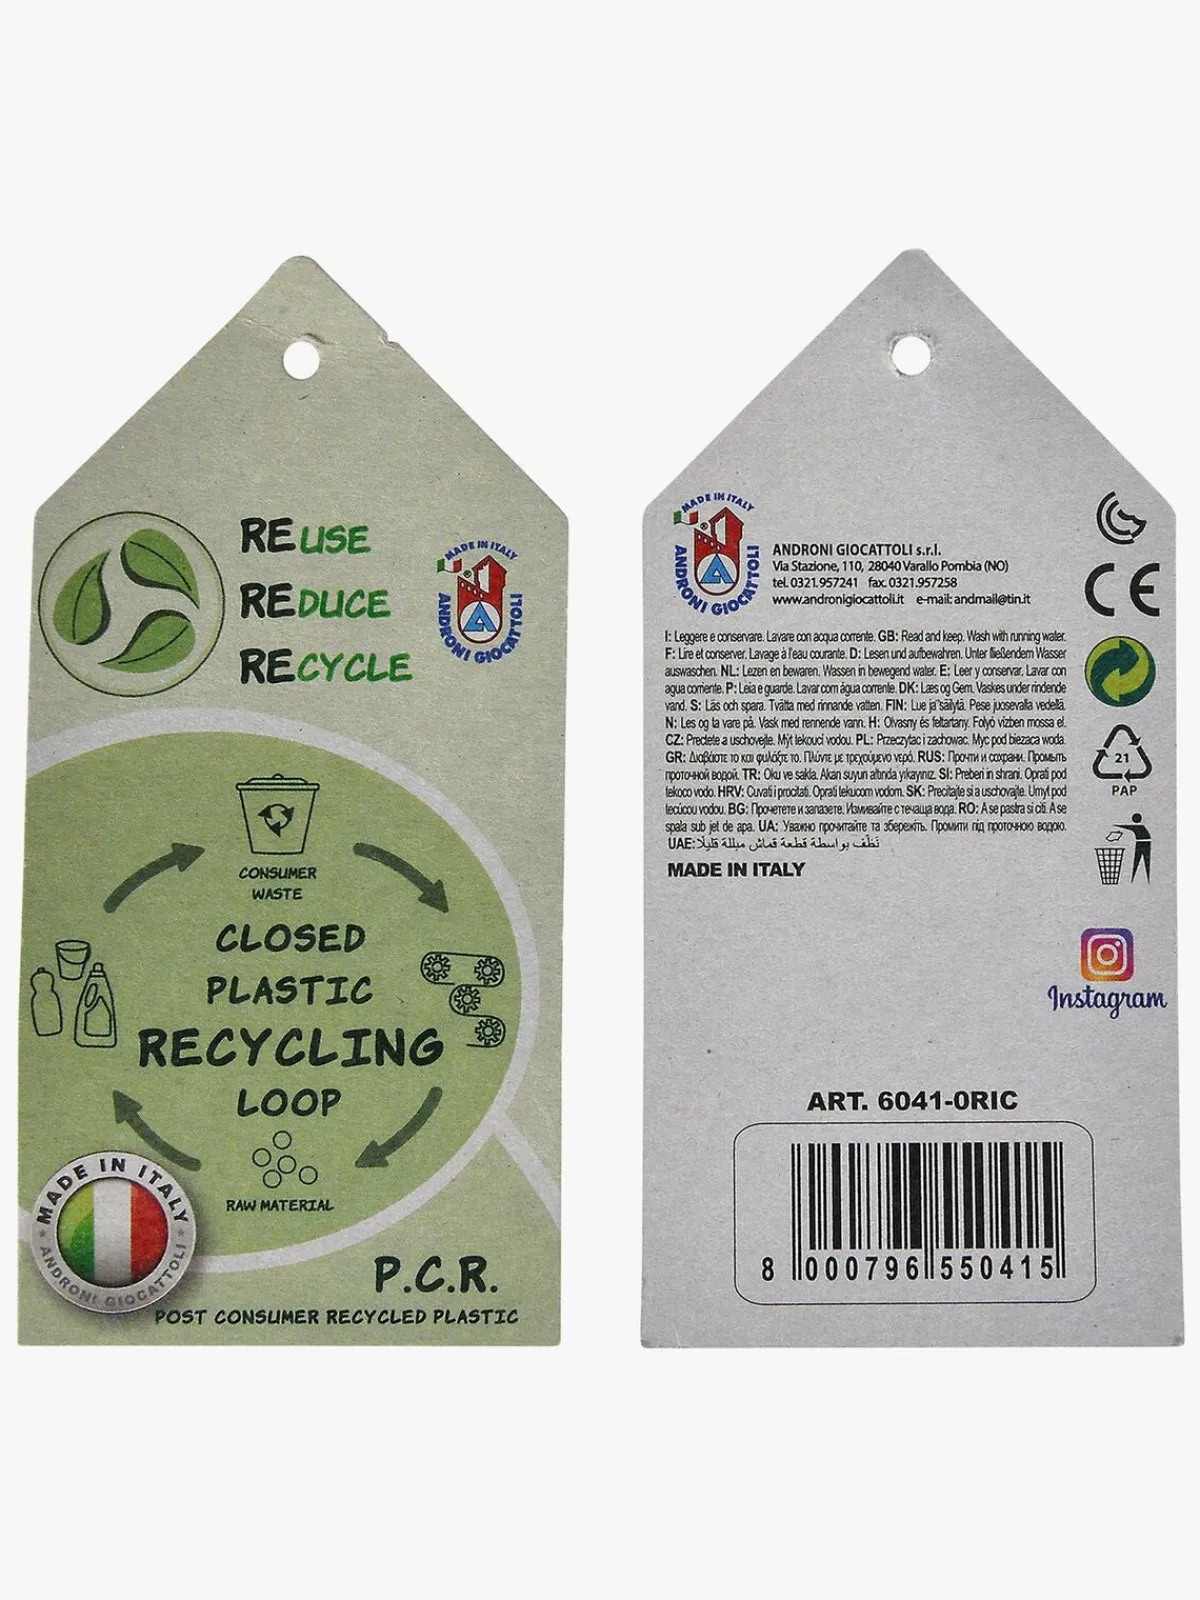 REUSE
REDUCE
RECYCLE
MADE IN ITALY
ANDRONI GIOCATTOLI
CONSUMER
WASTE
CLOSED
PLASTIC
RECYCLING
LOOP
RAW MATERIAL
MADE IN ITALY
ANDRONI GIOCATTOLI
P.C.R.
POST CONSUMER RECYCLED PLASTIC
MADE IN ITALY
ANDRONI GIOCATTOLI
ANDRONI GIOCATTOLI s.r.l.
Via Stazione, 110, 28040 Varallo Pombia (NO)
tel. 0321.957241 fax. 0321.957258
www.andronigiocattoli.it e-mail: andmail@tin.it
I: Leggere e conservare. Lavare con acqua corrente. GB: Read and keep. Wash with running water.
F: Lire et conserver. Lavage à l'eau courante. D: Lesen und aufbewahren. Unter fließendem Wasser
auswaschen. NL: Lezen en bewaren. Wassen in bewegend water. E: Leer y conservar. Lavar con
agua corriente. P: Leia e guarde. Lavar com água corrente. DK: Læs og Gem. Vaskes under rindende
vand. S: Läs och spara. Tvätta med rinnande vatten. FIN: Lue ja säilytä. Pese juosevalla vedellä.
N: Les og ta vare på. Vask med rennende vann. H: Olvasny és feltartany. Folyó vízben mossa el.
CZ: Prectete a uschovejte. Mýt tekoucí vodou. PL: Przeczytac i zachowac. Myc pod biezaca woda.
GR: Διαβάστε το και φυλάξτε το. Πλύντε με τρεχούμενο νερό. RUS: Прочти и сохрани. Промыть
проточной водой. TR: Oku ve sakla. Akan suyun altında yıkayınız. SI: Preberi in shrani. Oprati pod
tekoco vodo. HRV: Cuvati i procitati. Oprati tekucom vodom. SK: Precítajte si a uschovajte. Umyť pod
tecúcou vodou. BG: Прочетете и запазете. Измивайте с течаща вода. RO: A se pastra si citi. A se
spala sub jet de apa. UA: Уважно прочитайте та збережіть. Промити під проточною водою.
UAE: نَظّف بواسطة قطعة قماش مبللة قليلًا
MADE IN ITALY
CE
21
PAP
Instagram
ART. 6041-0RIC
8 000796 550415